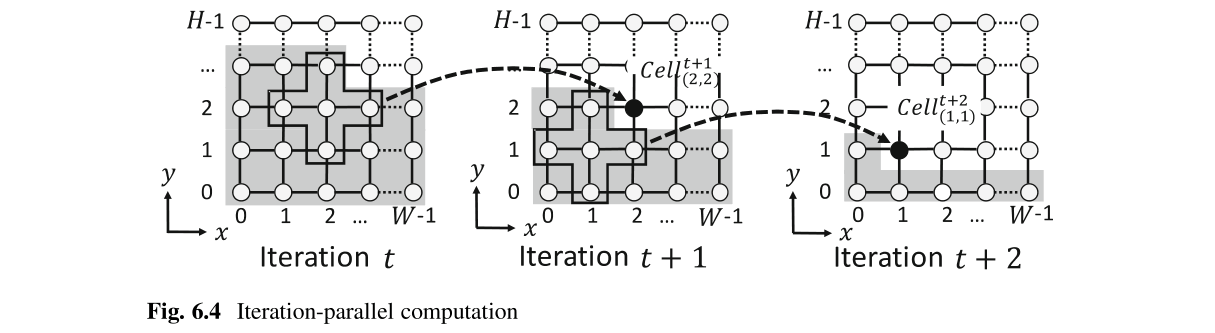 H-1 H-1 H-1
... ...
Cell^{t+1}_{(2,2)}
2 2 2 Cell^{t+2}_{(1,1)}
1 1 1
y 0 y 0 y 0
0 1 2 ... W-1 0 1 2 ... W-1 0 1 2 ... W-1
x x x
Iteration t Iteration t + 1 Iteration t + 2
Fig. 6.4 Iteration-parallel computation